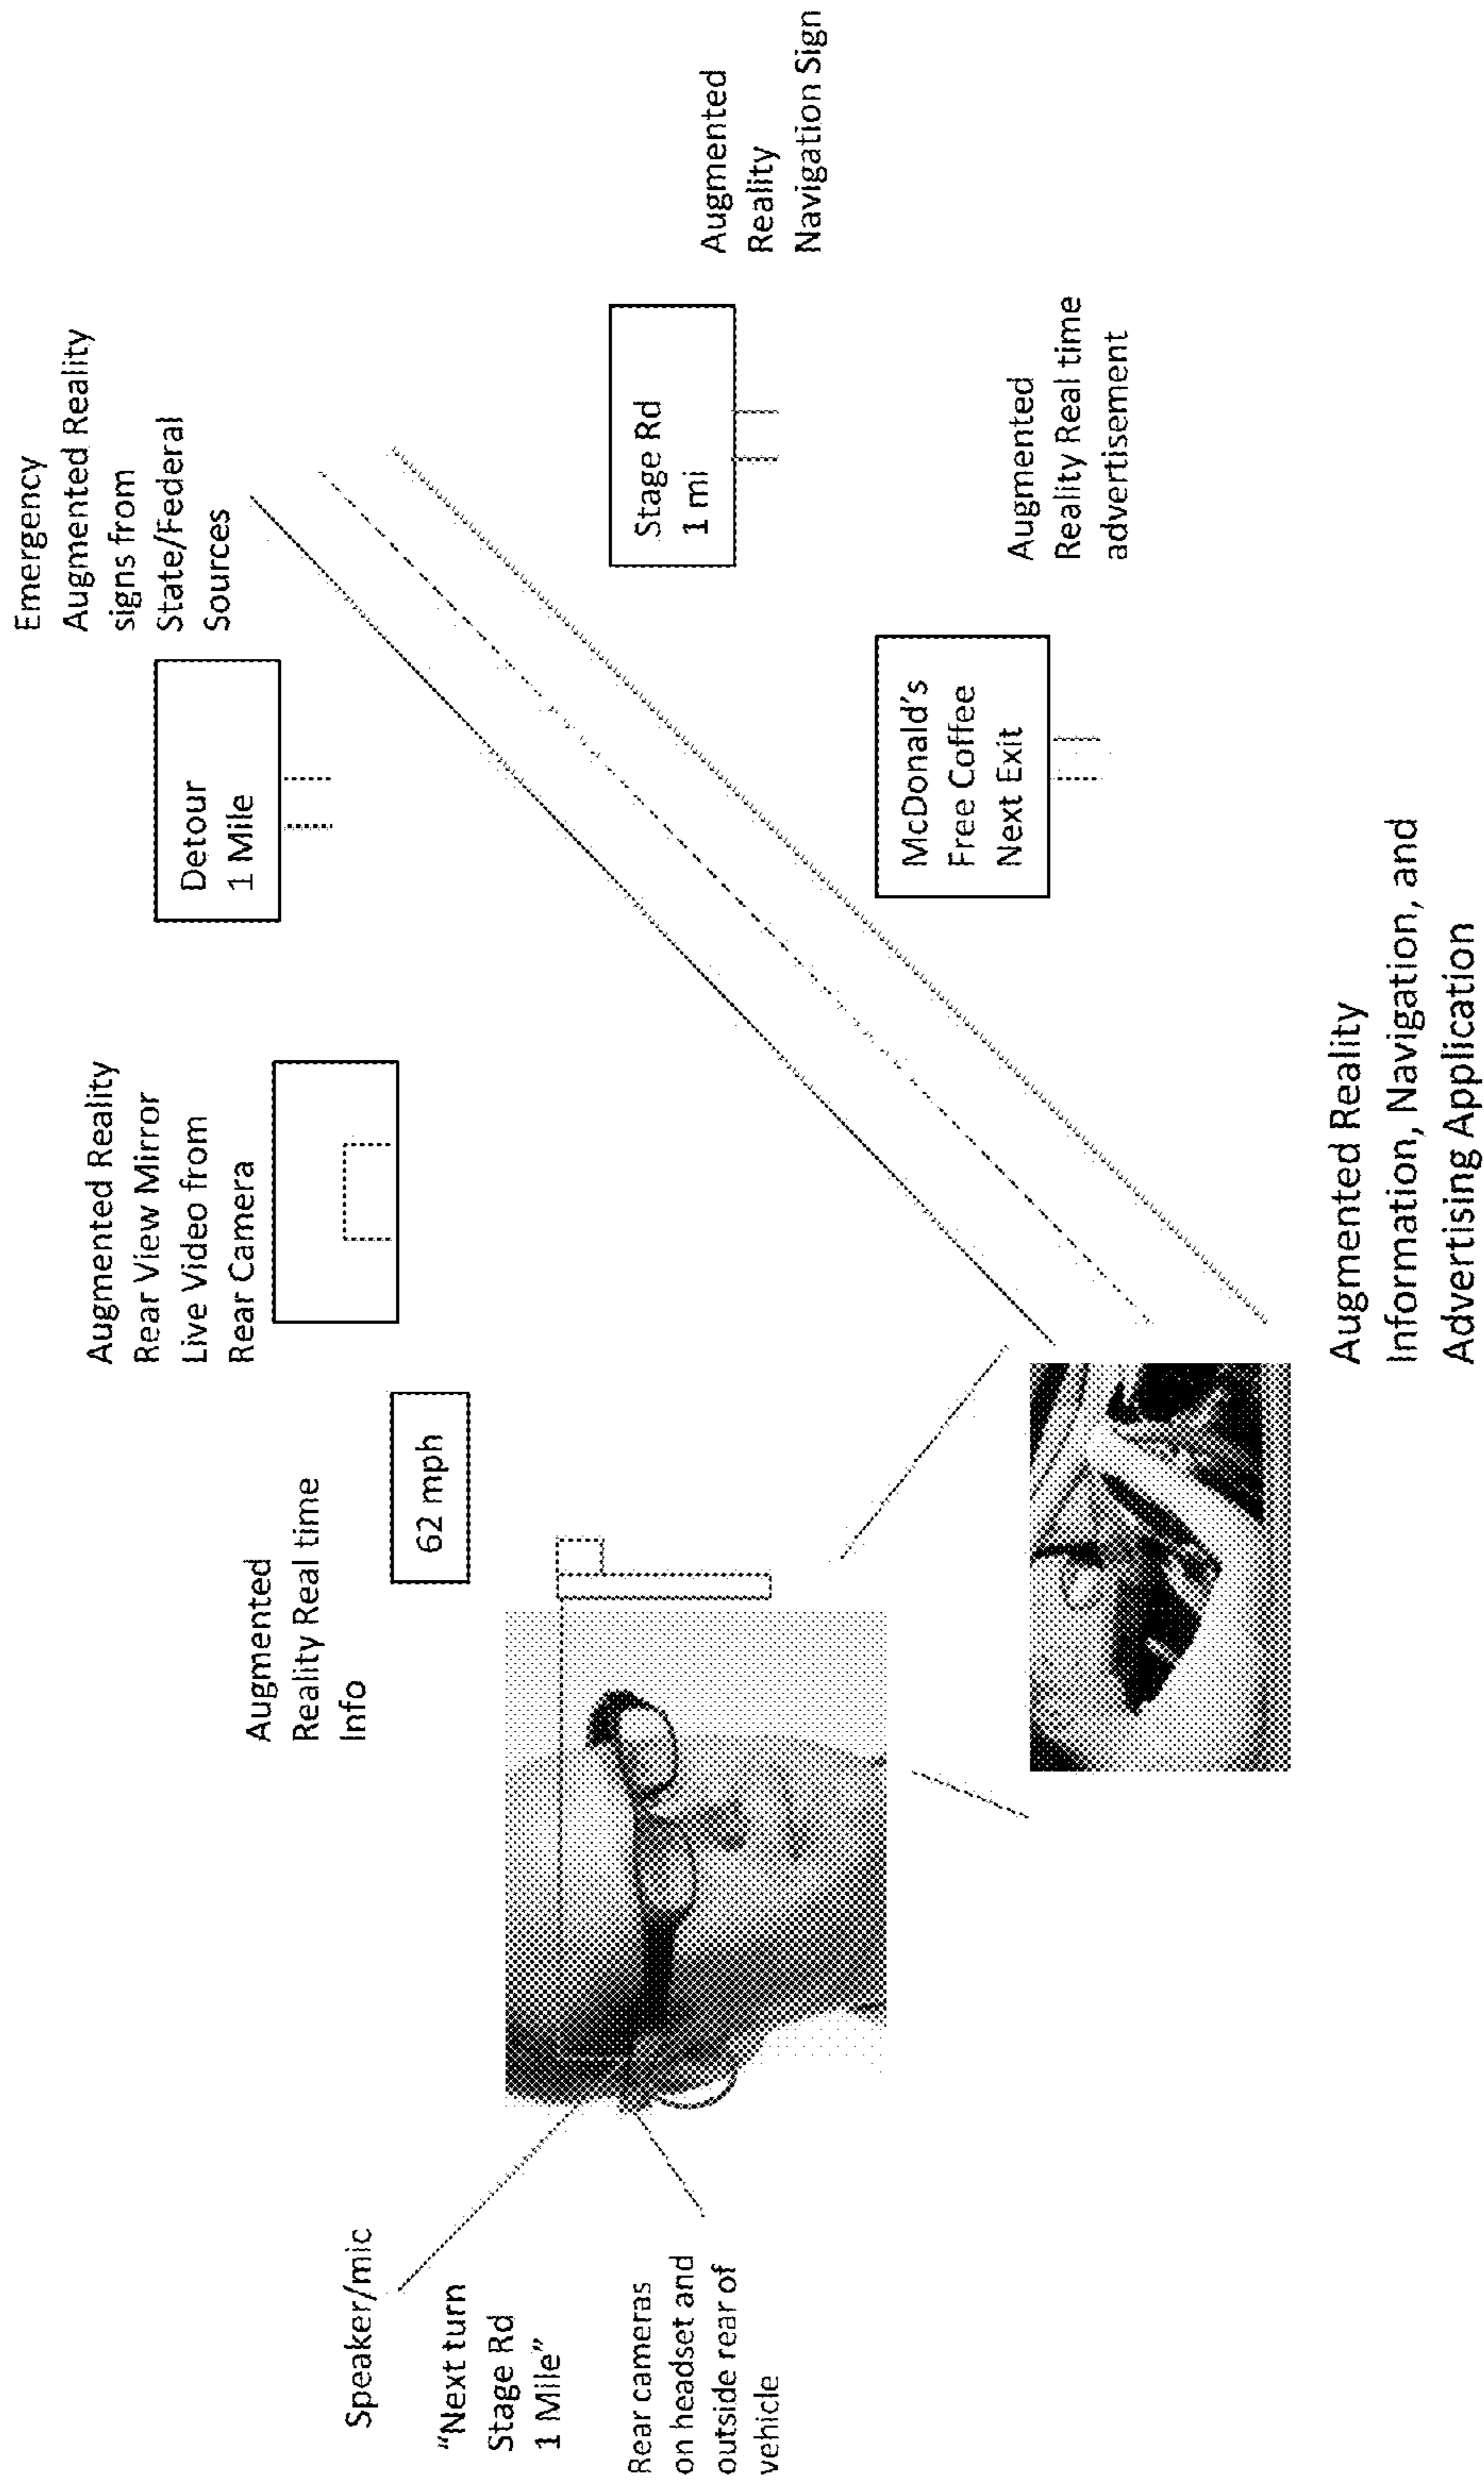 Speaker/mic
"Next turn
Stage Rd
1 Mile"
Rear cameras
on headset and
outside rear of
vehicle
Augmented
Reality Real time
Info
62 mph
Augmented Reality
Rear View Mirror
Live Video from
Rear Camera
Detour
1 Mile
Emergency
Augmented Reality
signs from
State/Federal
Sources
Stage Rd
1 mi
Augmented
Reality
Navigation Sign
McDonald's
Free Coffee
Next Exit
Augmented
Reality Real time
advertisement
Augmented Reality
Information, Navigation, and
Advertising Application